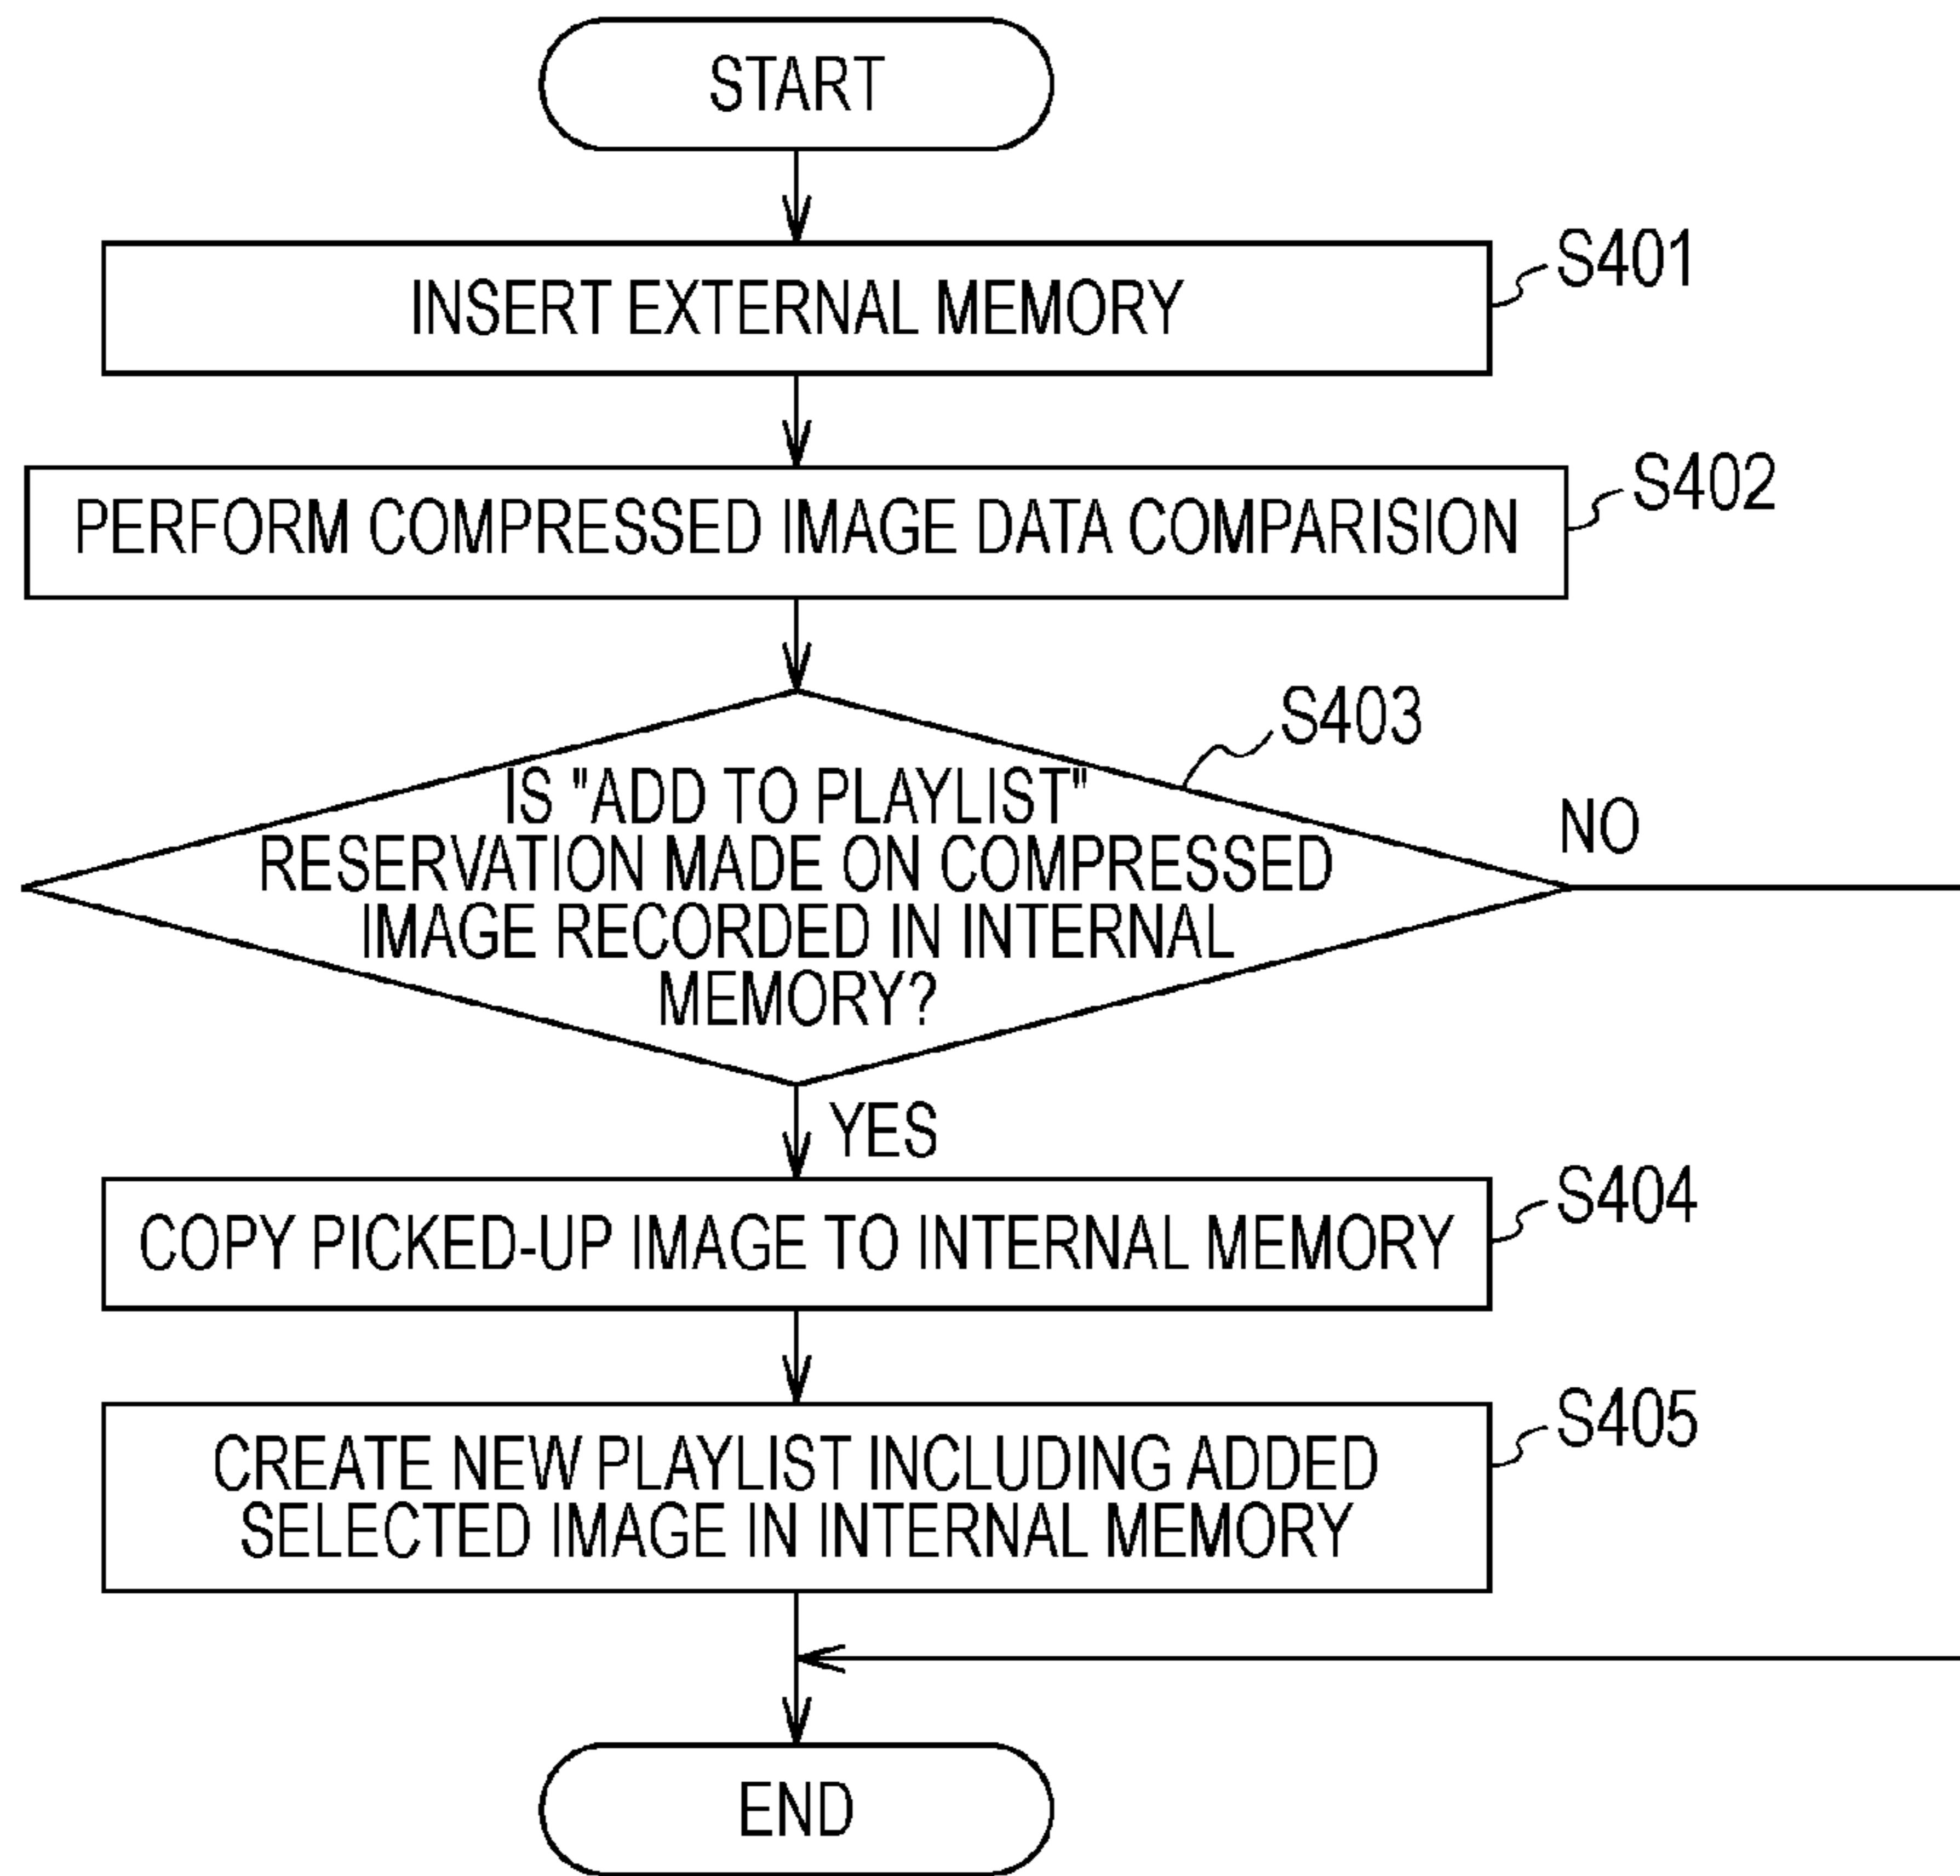 START
INSERT EXTERNAL MEMORY
S401
PERFORM COMPRESSED IMAGE DATA COMPARISION
S402
S403
IS "ADD TO PLAYLIST"
RESERVATION MADE ON COMPRESSED
IMAGE RECORDED IN INTERNAL
MEMORY?
NO
YES
COPY PICKED-UP IMAGE TO INTERNAL MEMORY
S404
CREATE NEW PLAYLIST INCLUDING ADDED
SELECTED IMAGE IN INTERNAL MEMORY
S405
END